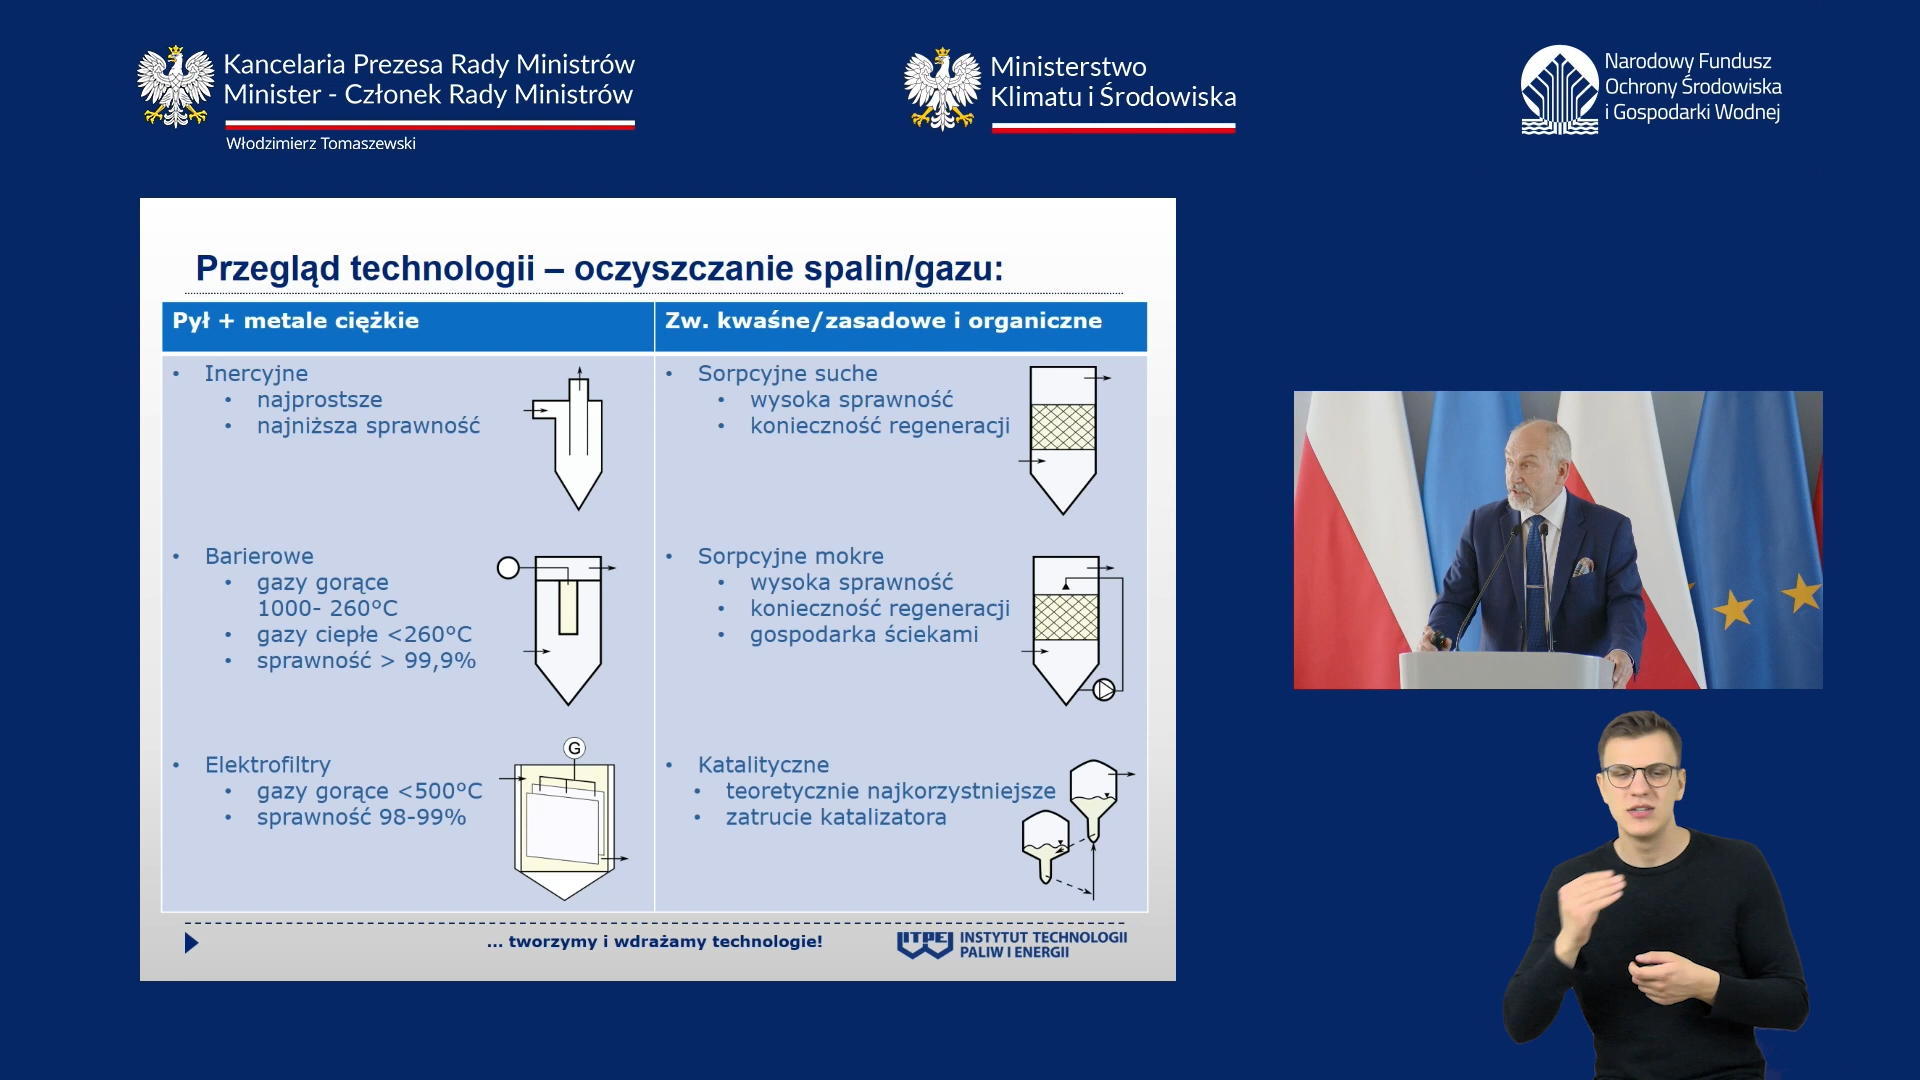 Kancelaria Prezesa Rady Ministrów
Minister - Członek Rady Ministrów
Włodzimierz Tomaszewski
Ministerstwo
Klimatu i Środowiska
Narodowy Fundusz
Ochrony Środowiska
i Gospodarki Wodnej
Przegląd technologii – oczyszczanie spalin/gazu:
Pył + metale ciężkie
• Inercyjne
• najprostsze
• najniższa sprawność
• Barierowe
• gazy gorące
1000- 260°C
• gazy ciepłe <260°C
• sprawność > 99,9%
• Elektrofiltry
• gazy gorące <500°C
• sprawność 98-99%
G
Zw. kwaśne/zasadowe i organiczne
• Sorpcyjne suche
• wysoka sprawność
• konieczność regeneracji
• Sorpcyjne mokre
• wysoka sprawność
• konieczność regeneracji
• gospodarka ściekami
• Katalityczne
• teoretycznie najkorzystniejsze
• zatrucie katalizatora
... tworzymy i wdrażamy technologie!
ITPE
INSTYTUT TECHNOLOGII
PALIW I ENERGII